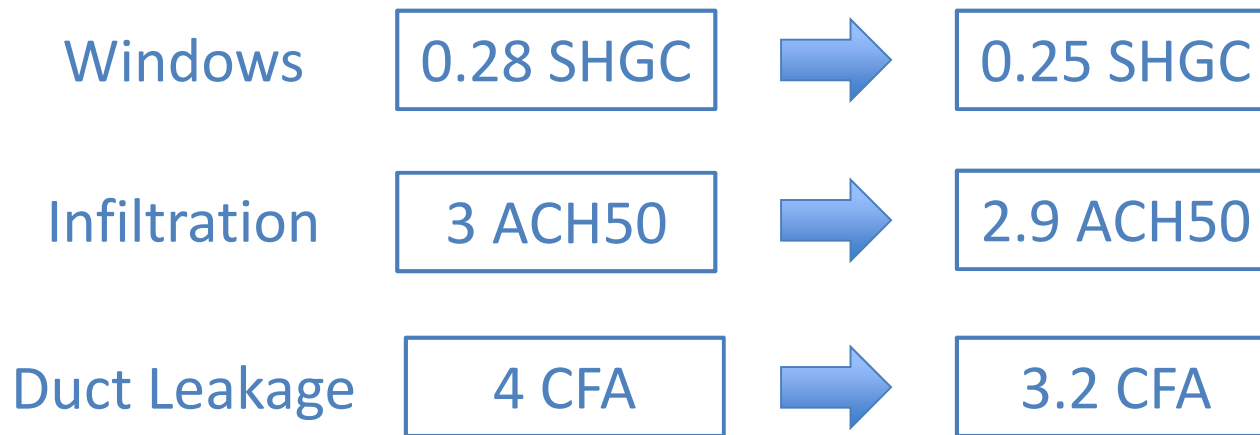 Windows 0.28 SHGC 0.25 SHGC
Infiltration 3 ACH50 2.9 ACH50
Duct Leakage 4 CFA 3.2 CFA